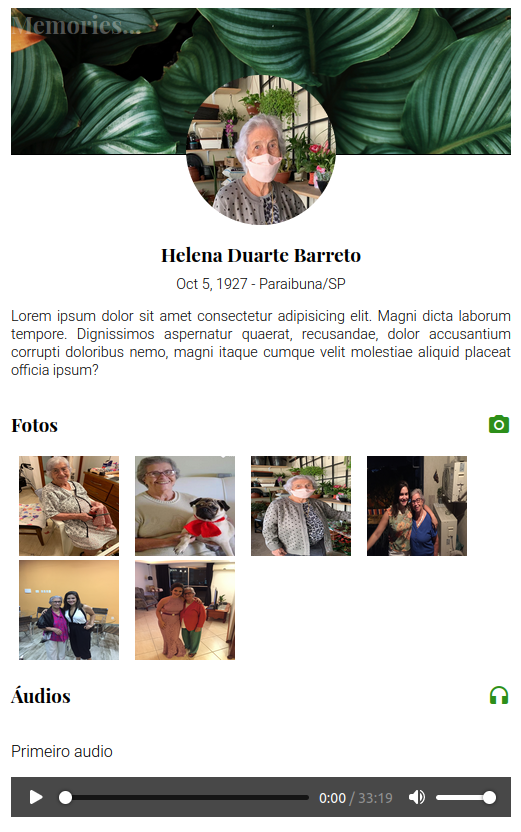 Memories...
Helena Duarte Barreto
Oct 5, 1927 - Paraibuna/SP
Lorem ipsum dolor sit amet consectetur adipisicing elit. Magni dicta laborum
tempore. Dignissimos aspernatur quaerat, recusandae, dolor accusantium
corrupti doloribus nemo, magni itaque cumque velit molestiae aliquid placeat
officia ipsum?
Fotos
Áudios
Primeiro audio
0:00 / 33:19